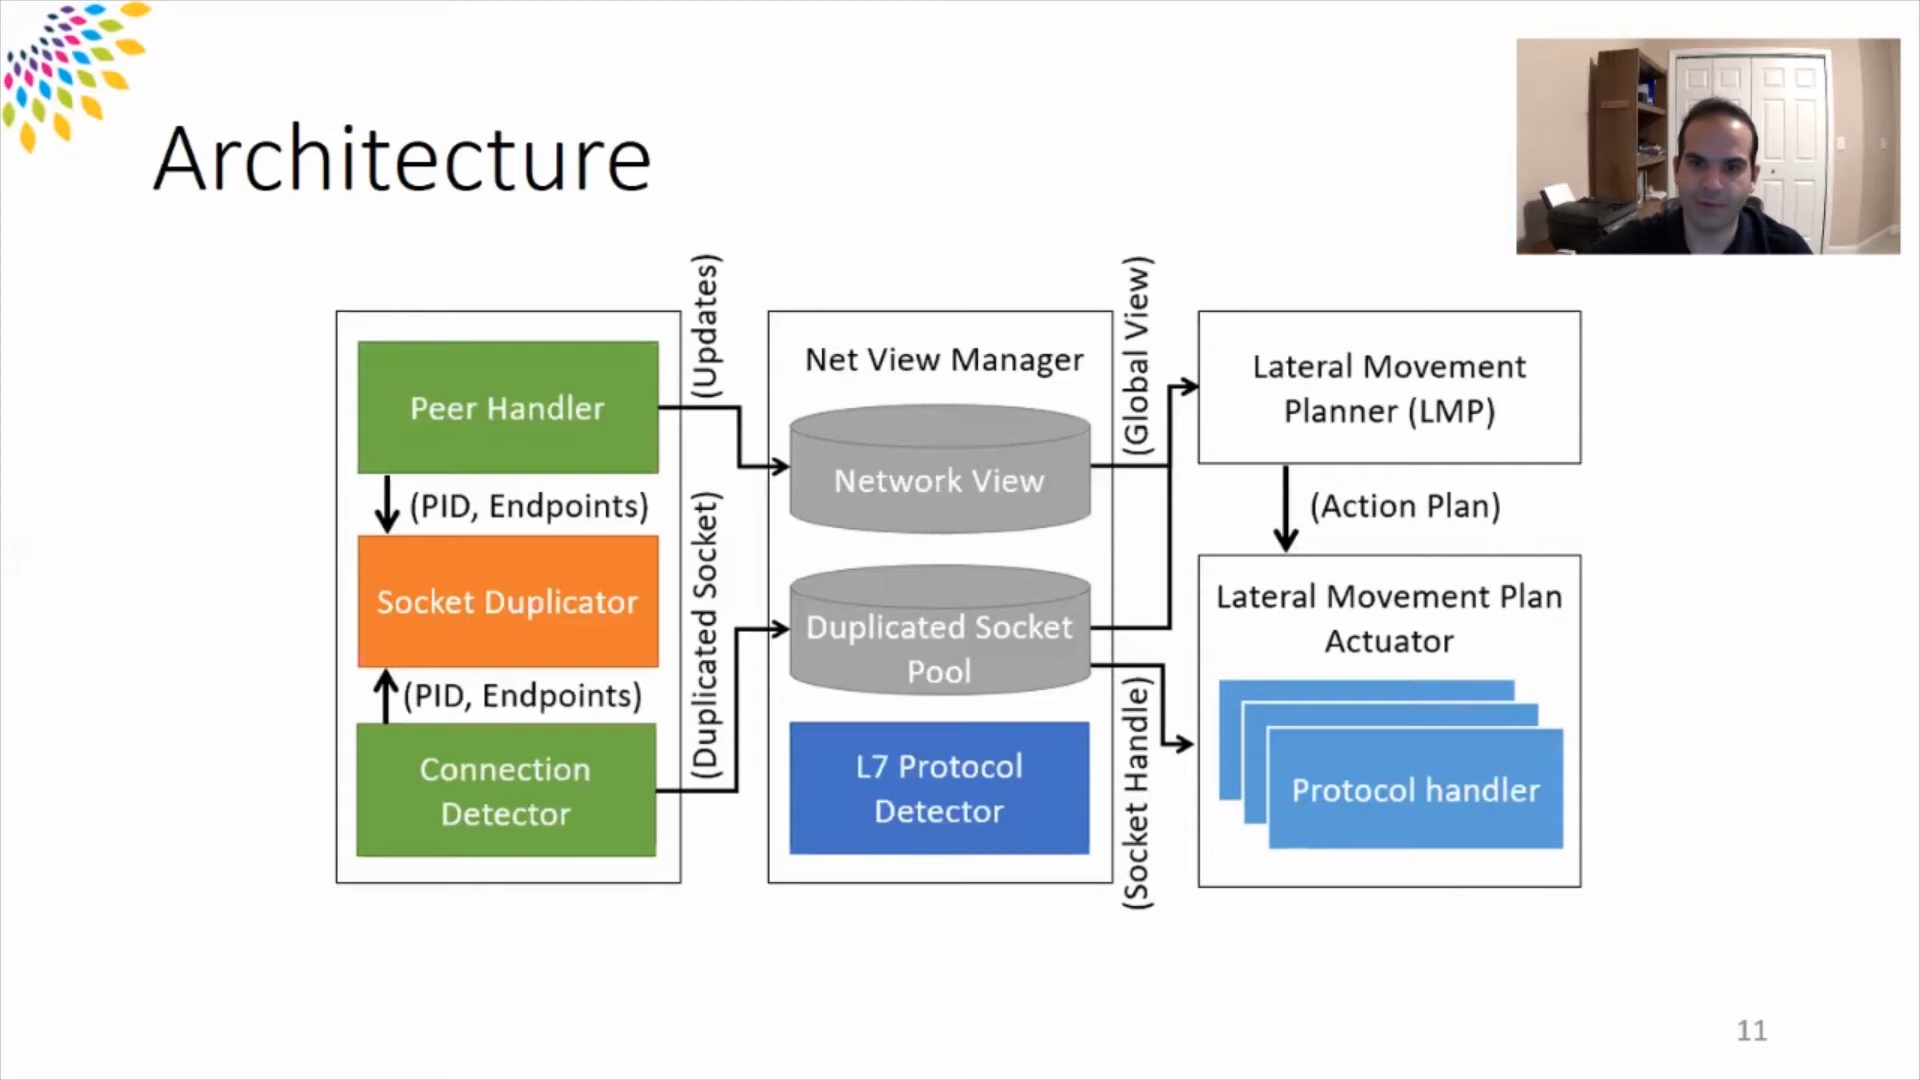 Architecture
Peer Handler
(PID, Endpoints)
Socket Duplicator
(PID, Endpoints)
Connection
Detector
(Updates)
(Duplicated Socket)
Net View Manager
Network View
Duplicated Socket
Pool
L7 Protocol
Detector
(Global View)
(Socket Handle)
Lateral Movement
Planner (LMP)
(Action Plan)
Lateral Movement Plan
Actuator
Protocol handler
11